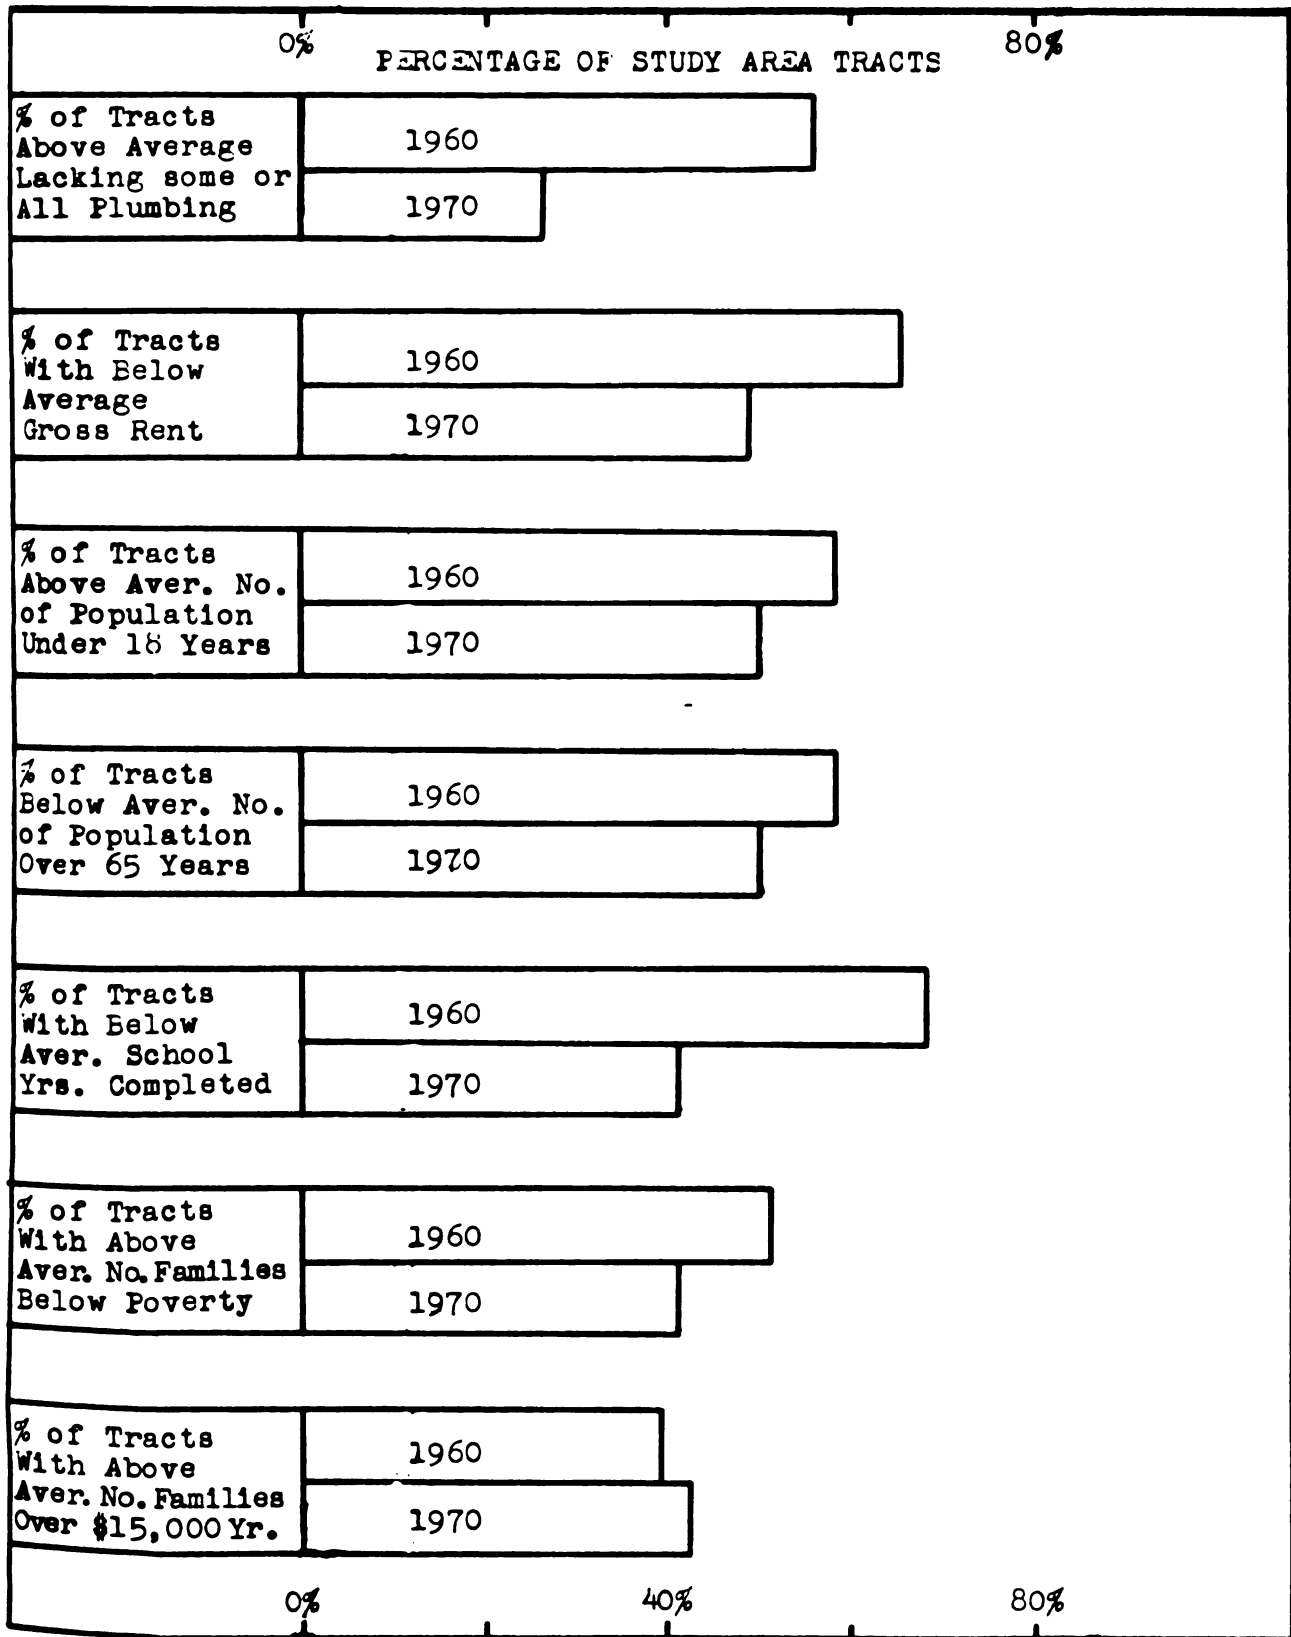 0% 80%
PERCENTAGE OF STUDY AREA TRACTS
% of Tracts
Above Average
Lacking some or
All Plumbing
1960
1970
% of Tracts
With Below
Average
Gross Rent
1960
1970
% of Tracts
Above Aver. No.
of Population
Under 18 Years
1960
1970
% of Tracts
Below Aver. No.
of Population
Over 65 Years
1960
1970
% of Tracts
With Below
Aver. School
Yrs. Completed
1960
1970
% of Tracts
With Above
Aver. No. Families
Below Poverty
1960
1970
% of Tracts
With Above
Aver. No. Families
Over $15,000 Yr.
1960
1970
0% 40% 80%